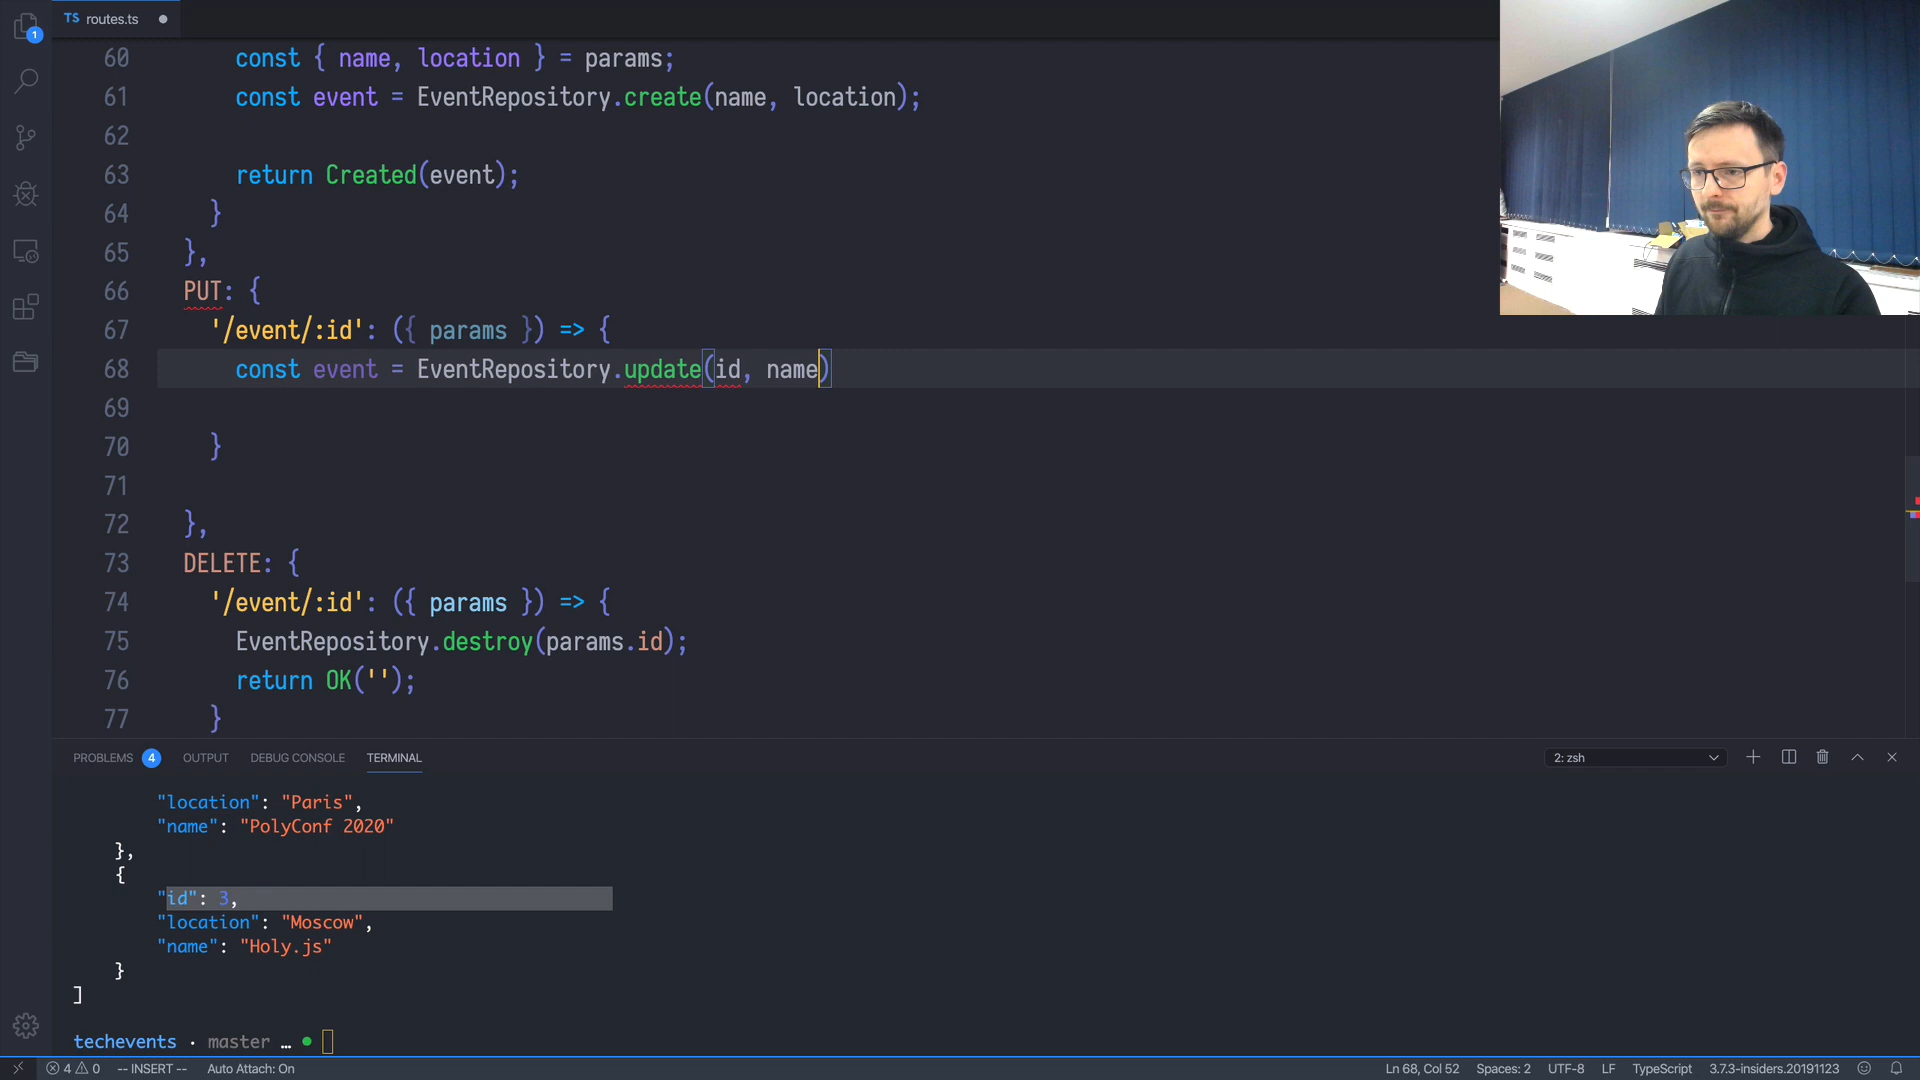 1
TS routes.ts
60 const { name, location } = params;
61 const event = EventRepository.create(name, location);
62
63 return Created(event);
64 }
65 },
66 PUT: {
67 '/event/:id': ({ params }) => {
68 const event = EventRepository.update(id, name)
69
70 }
71
72 },
73 DELETE: {
74 '/event/:id': ({ params }) => {
75 EventRepository.destroy(params.id);
76 return OK('');
77 }
PROBLEMS 4 OUTPUT DEBUG CONSOLE TERMINAL 2: zsh
"location": "Paris",
"name": "PolyConf 2020"
},
{
"id": 3,
"location": "Moscow",
"name": "Holy.js"
}
]
techevents · master …
4 0 -- INSERT -- Auto Attach: On Ln 68, Col 52 Spaces: 2 UTF-8 LF TypeScript 3.7.3-insiders.20191123